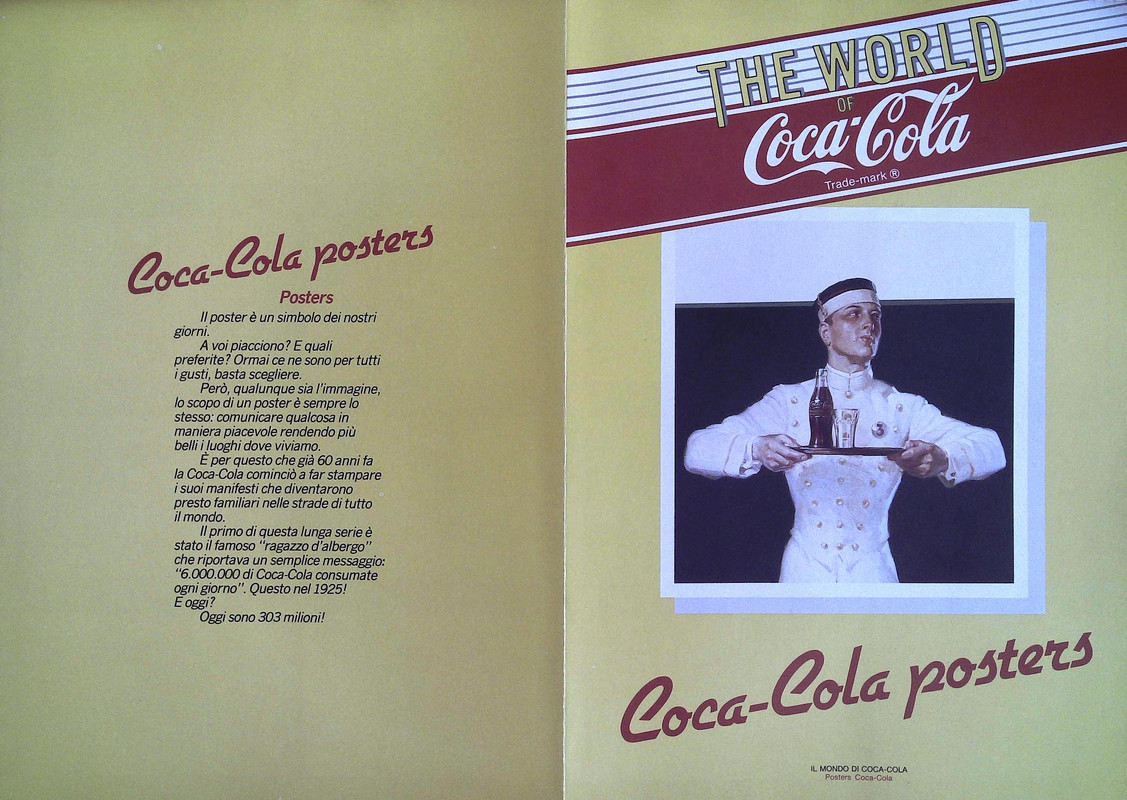 Coca-Cola posters
Posters
Il poster è un simbolo dei nostri
giorni.
A voi piacciono? E quali
preferite? Ormai ce ne sono per tutti
i gusti, basta scegliere.
Però, qualunque sia l'immagine,
lo scopo di un poster è sempre lo
stesso: comunicare qualcosa in
maniera piacevole rendendo più
belli i luoghi dove viviamo.
È per questo che già 60 anni fa
la Coca-Cola cominciò a far stampare
i suoi manifesti che diventarono
presto familiari nelle strade di tutto
il mondo.
Il primo di questa lunga serie è
stato il famoso "ragazzo d'albergo"
che riportava un semplice messaggio:
"6.000.000 di Coca-Cola consumate
ogni giorno". Questo nel 1925!
E oggi?
Oggi sono 303 milioni!
THE WORLD
OF
Coca-Cola
Trade-mark ®
Coca-Cola posters
IL MONDO DI COCA-COLA
Posters Coca-Cola